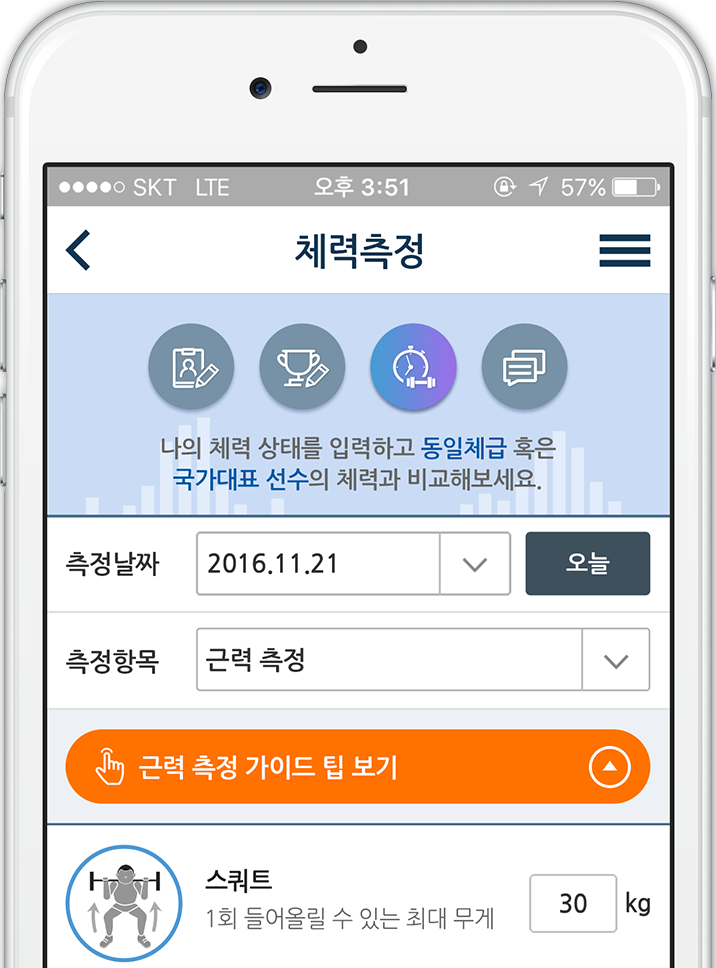 SKT LTE 오후 3:51 57%
체력측정
나의 체력 상태를 입력하고 동일체급 혹은
국가대표 선수의 체력과 비교해보세요.
측정날짜 2016.11.21 오늘
측정항목 근력 측정
근력 측정 가이드 팁 보기
스쿼트
1회 들어올릴 수 있는 최대 무게
30 kg